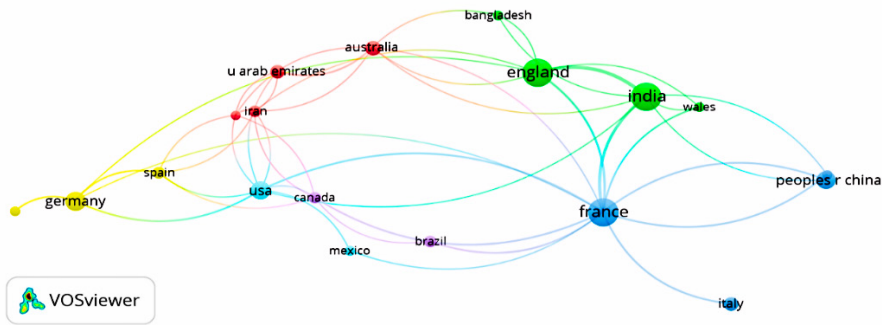 bangladesh
australia
u arab emirates
england
india
iran
wales
spain
peoples r china
usa
canada
germany
france
brazil
mexico
italy
VOSviewer